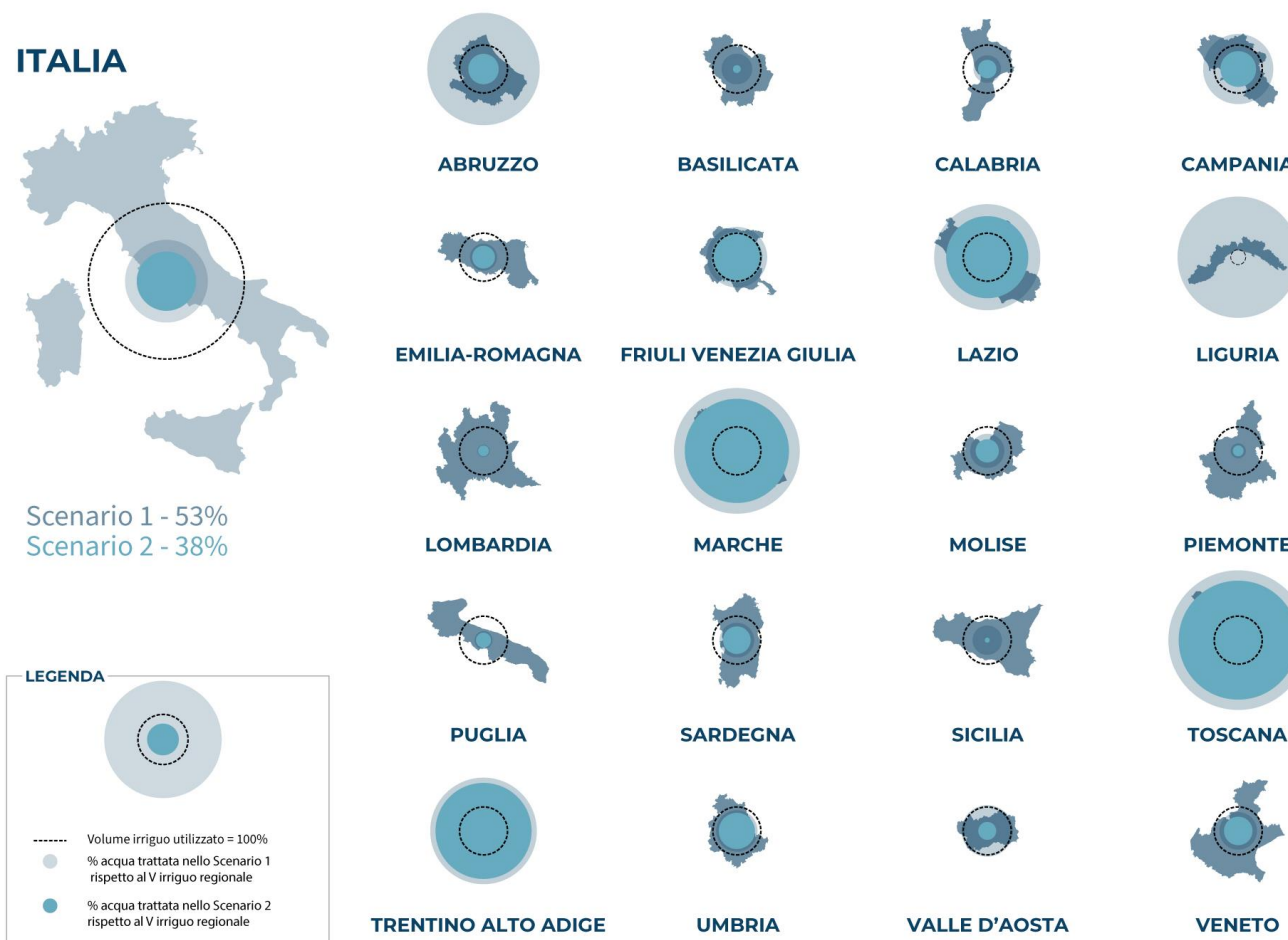 ITALIA
Scenario 1 - 53%
Scenario 2 - 38%
LEGENDA
Volume irriguo utilizzato = 100%
% acqua trattata nello Scenario 1
rispetto al V irriguo regionale
% acqua trattata nello Scenario 2
rispetto al V irriguo regionale
ABRUZZO
BASILICATA
CALABRIA
CAMPANIA
EMILIA-ROMAGNA
FRIULI VENEZIA GIULIA
LAZIO
LIGURIA
LOMBARDIA
MARCHE
MOLISE
PIEMONTE
PUGLIA
SARDEGNA
SICILIA
TOSCANA
TRENTINO ALTO ADIGE
UMBRIA
VALLE D'AOSTA
VENETO